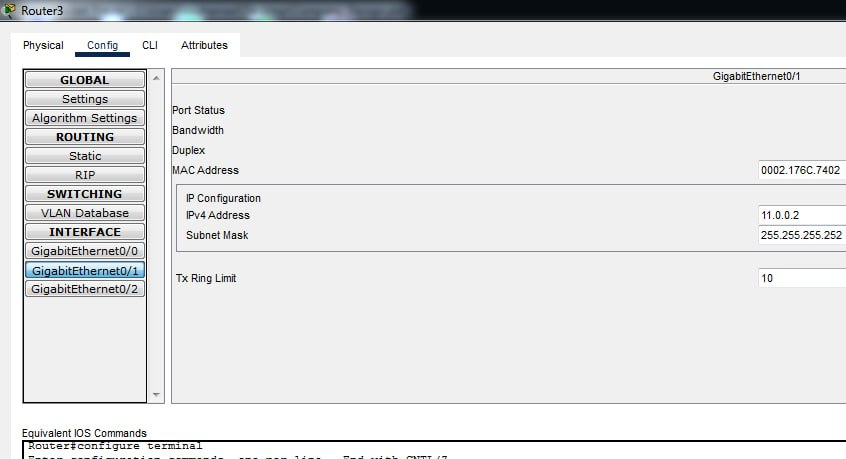 Router3
Physical Config CLI Attributes
GLOBAL
Settings
Algorithm Settings
ROUTING
Static
RIP
SWITCHING
VLAN Database
INTERFACE
GigabitEthernet0/0
GigabitEthernet0/1
GigabitEthernet0/2
GigabitEthernet0/1
Port Status
Bandwidth
Duplex
MAC Address 0002.176C.7402
IP Configuration
IPv4 Address 11.0.0.2
Subnet Mask 255.255.255.252
Tx Ring Limit 10
Equivalent IOS Commands
Router#configure terminal
Enter configuration commands, one per line. End with CNTL/Z.